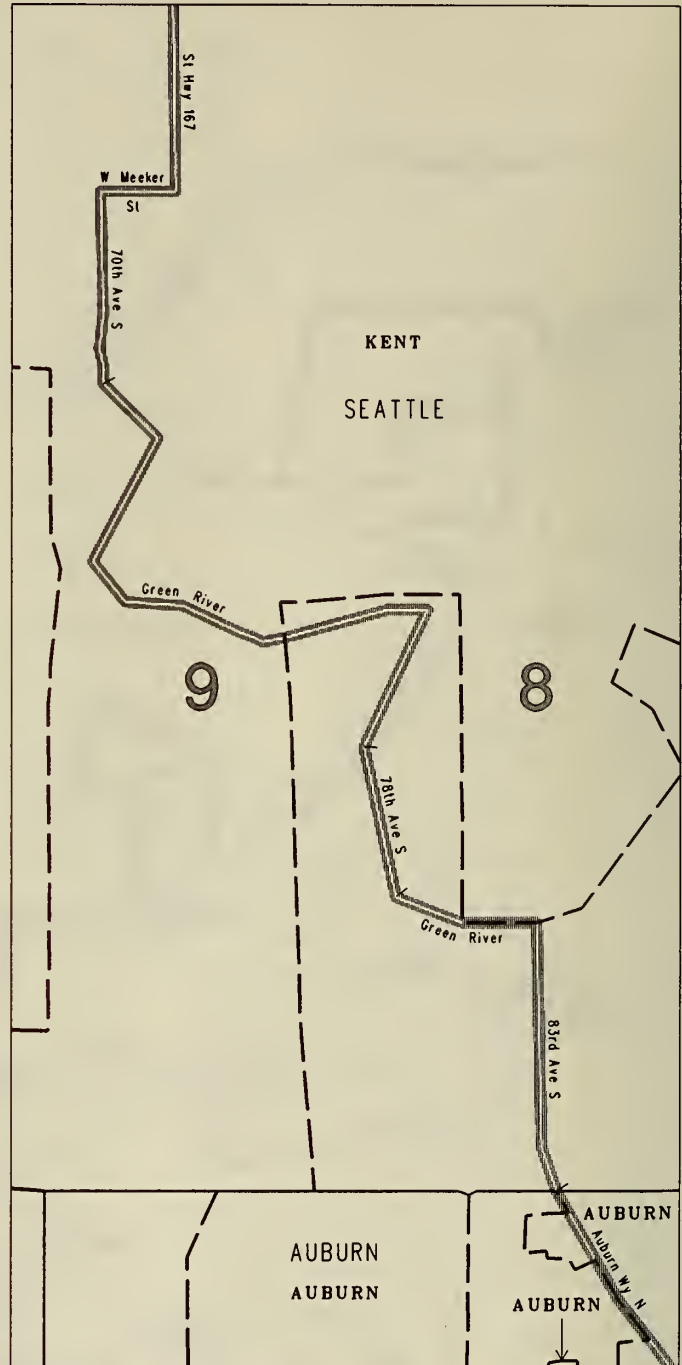 St Hwy 167
W Meeker
St
70th Ave S
KENT
SEATTLE
Green River
9
8
78th Ave S
Green River
83rd Ave S
AUBURN
Auburn Wy N
AUBURN
AUBURN
AUBURN